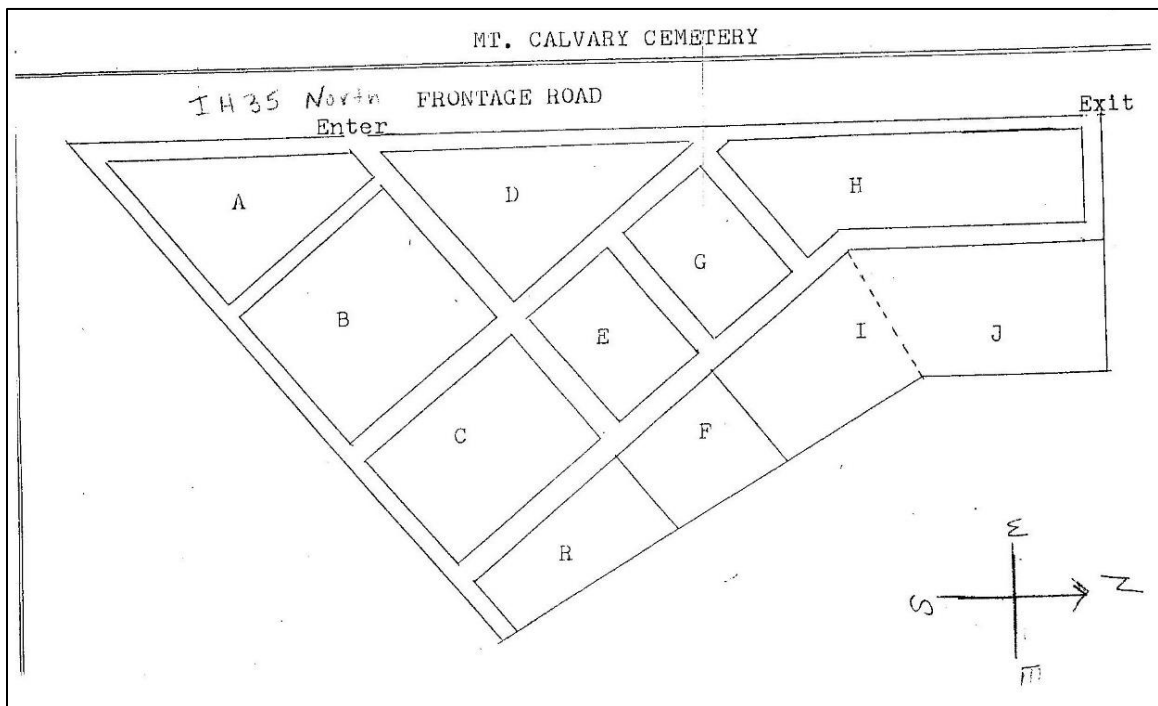 MT. CALVARY CEMETERY
IH35 North FRONTAGE ROAD
Enter
Exit
A
D
H
B
G
E
I
J
C
F
R
W
S
N
E